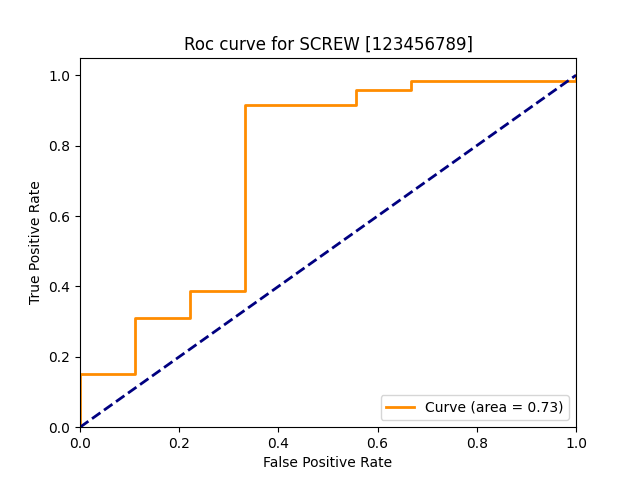 Roc curve for SCREW [123456789]
1.0
0.8
0.6
0.4
0.2
0.0
True Positive Rate
Curve (area = 0.73)
0.0 0.2 0.4 0.6 0.8 1.0
False Positive Rate